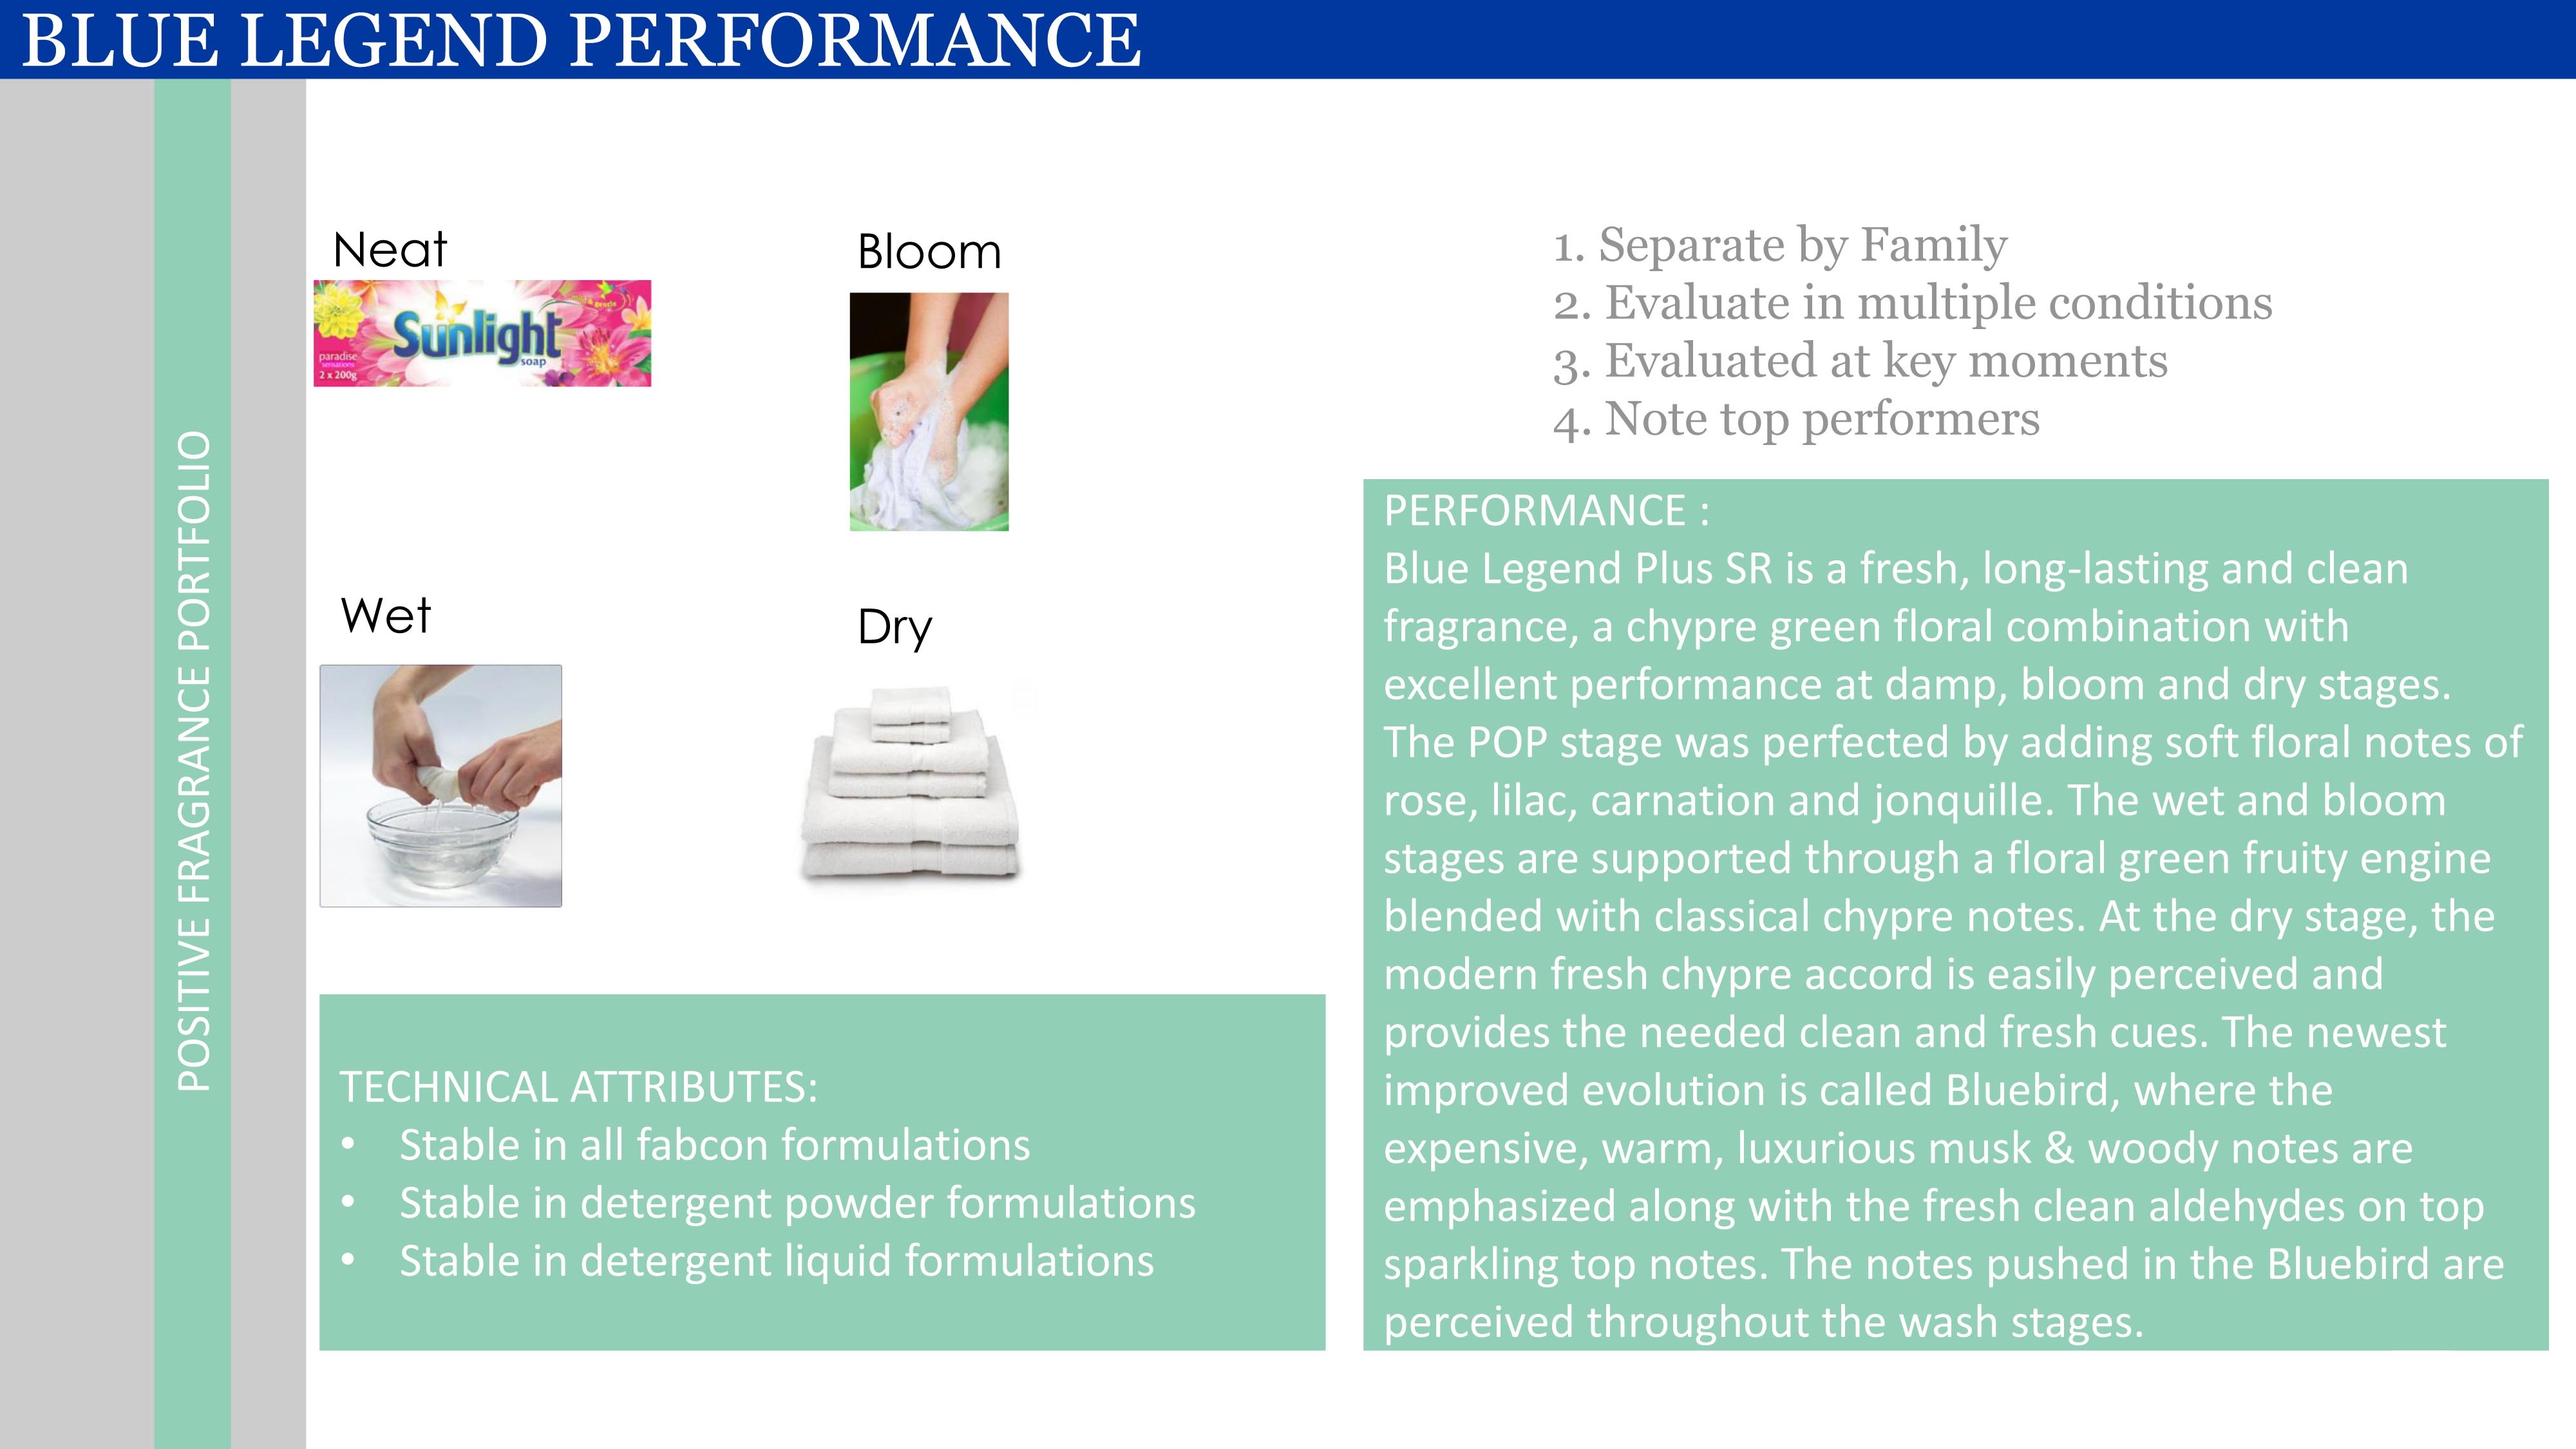 BLUE LEGEND PERFORMANCE
POSITIVE FRAGRANCE PORTFOLIO
Neat
Sunlight
soap
paradise
sensations
2 x 200g
Bloom
Wet
Dry
1. Separate by Family
2. Evaluate in multiple conditions
3. Evaluated at key moments
4. Note top performers
TECHNICAL ATTRIBUTES:
• Stable in all fabcon formulations
• Stable in detergent powder formulations
• Stable in detergent liquid formulations
PERFORMANCE :
Blue Legend Plus SR is a fresh, long-lasting and clean
fragrance, a chypre green floral combination with
excellent performance at damp, bloom and dry stages.
The POP stage was perfected by adding soft floral notes of
rose, lilac, carnation and jonquille. The wet and bloom
stages are supported through a floral green fruity engine
blended with classical chypre notes. At the dry stage, the
modern fresh chypre accord is easily perceived and
provides the needed clean and fresh cues. The newest
improved evolution is called Bluebird, where the
expensive, warm, luxurious musk & woody notes are
emphasized along with the fresh clean aldehydes on top
sparkling top notes. The notes pushed in the Bluebird are
perceived throughout the wash stages.